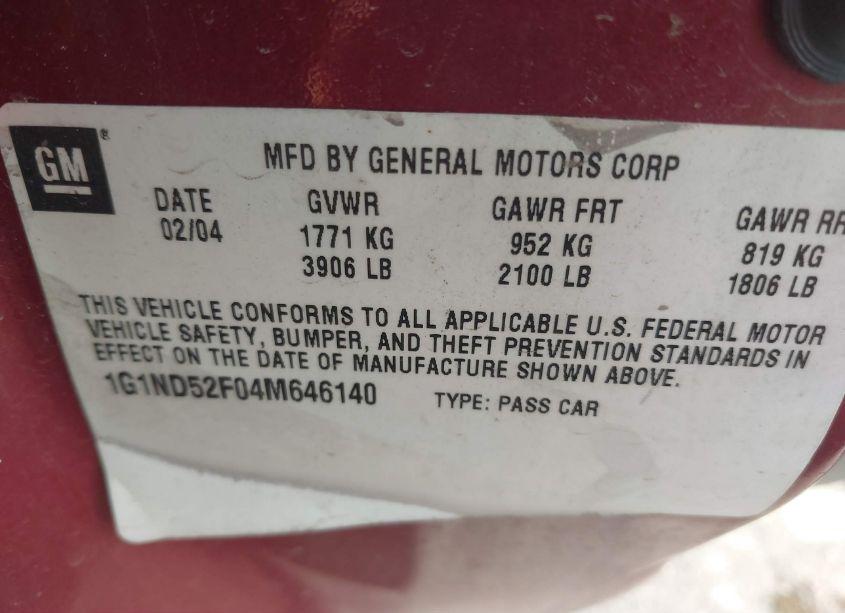 GM®
MFD BY GENERAL MOTORS CORP
DATE GVWR GAWR FRT GAWR RR
02/04 1771 KG 952 KG 819 KG
3906 LB 2100 LB 1806 LB
THIS VEHICLE CONFORMS TO ALL APPLICABLE U.S. FEDERAL MOTOR
VEHICLE SAFETY, BUMPER, AND THEFT PREVENTION STANDARDS IN
EFFECT ON THE DATE OF MANUFACTURE SHOWN ABOVE.
1G1ND52F04M646140 TYPE: PASS CAR